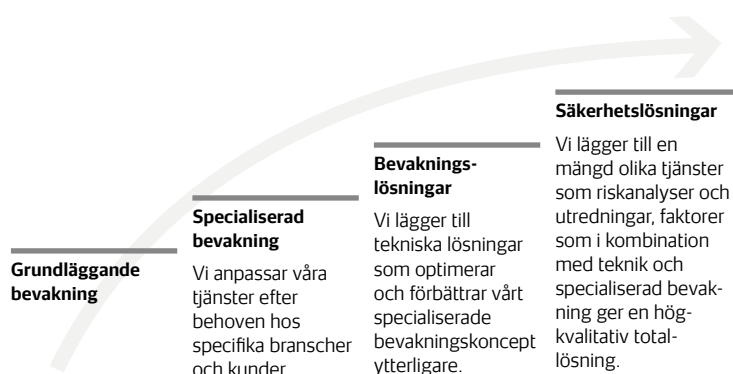 Grundläggande
bevakning
Specialiserad
bevakning
Vi anpassar våra
tjänster efter
behoven hos
specifika branscher
och kunder
Bevaknings-
lösningar
Vi lägger till
tekniska lösningar
som optimerar
och förbättrar vårt
specialiserade
bevakningskoncept
ytterligare.
Säkerhetslösningar
Vi lägger till en
mängd olika tjänster
som riskanalyser och
utredningar, faktorer
som i kombination
med teknik och
specialiserad bevak-
ning ger en hög-
kvalitativ total-
lösning.